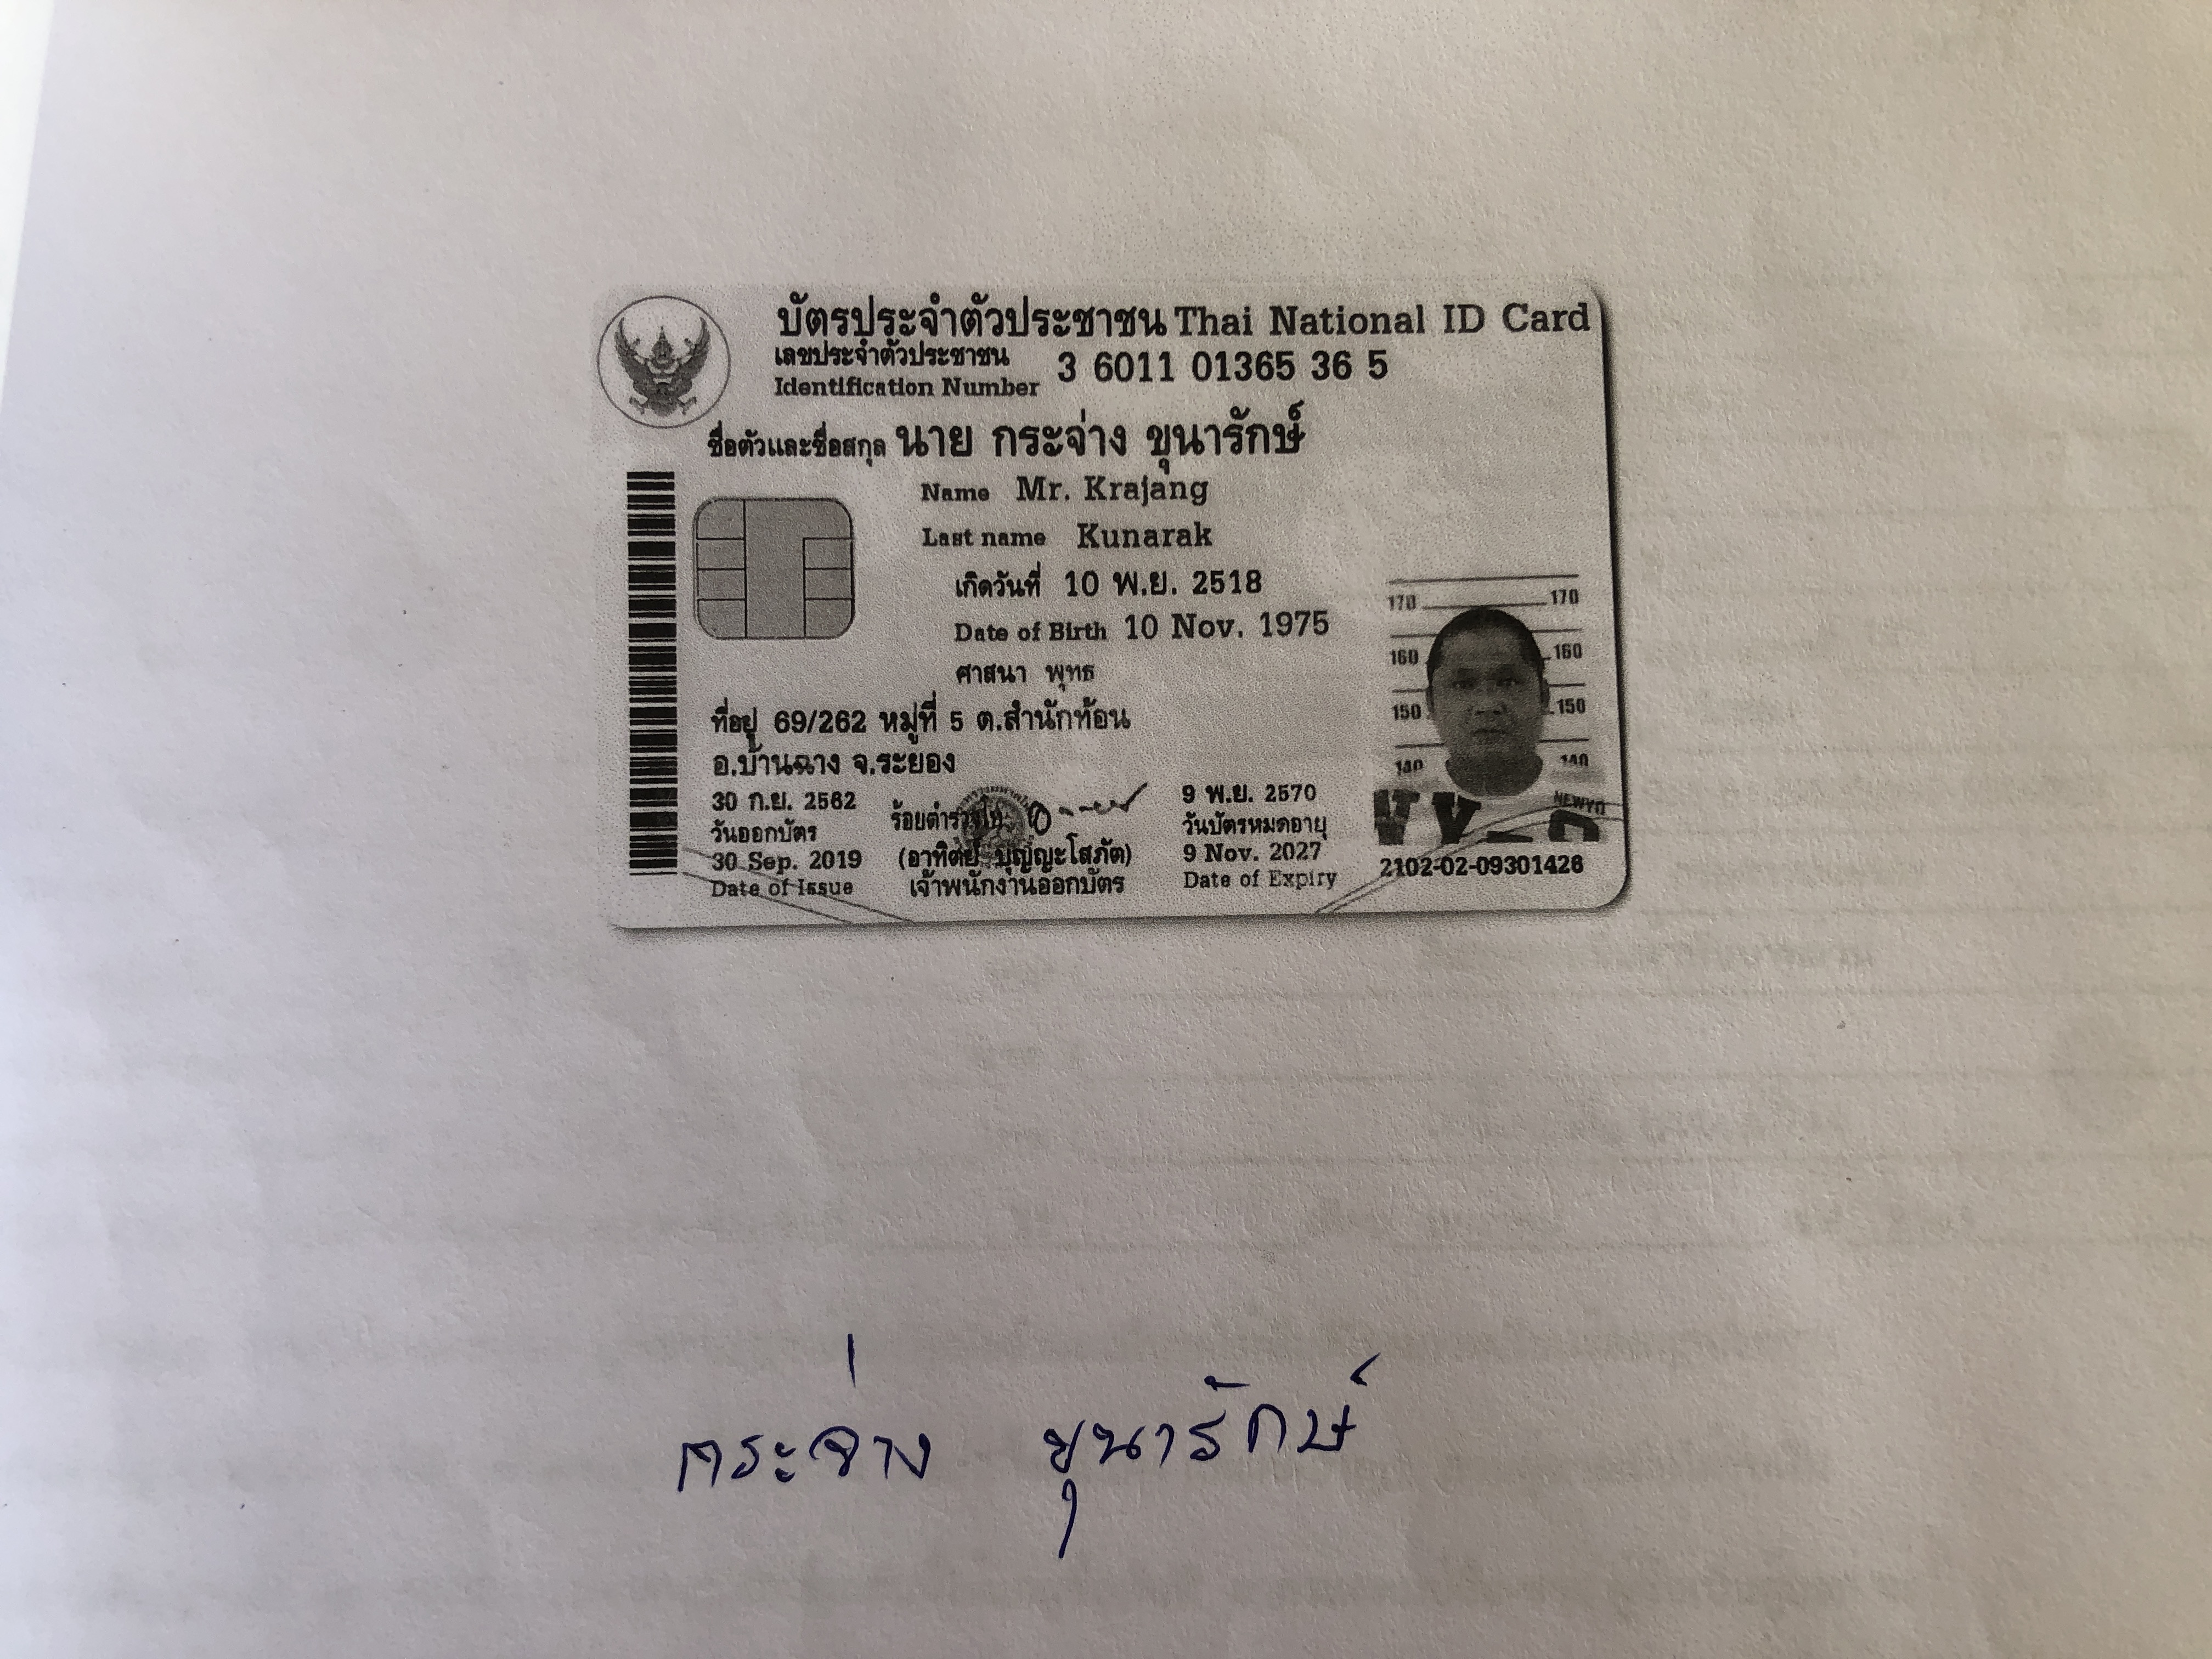 บัตรประจำตัวประชาชน Thai National ID Card
เลขประจำตัวประชาชน
Identification Number 3 6011 01365 36 5
ชื่อตัวและชื่อสกุล นาย กระจ่าง ขุนารักษ์
Name Mr. Krajang
Last name Kunarak
เกิดวันที่ 10 พ.ย. 2518
Date of Birth 10 Nov. 1975
ศาสนา พุทธ
ที่อยู่ 69/262 หมู่ที่ 5 ต.สำนักท้อน
อ.บ้านฉาง จ.ระยอง
30 ก.ย. 2562
วันออกบัตร
30 Sep. 2019
Date of Issue
ร้อยตำรวจโท
(อาทิตย์ บุญญะโสภัต)
เจ้าพนักงานออกบัตร
9 พ.ย. 2570
วันบัตรหมดอายุ
9 Nov. 2027
Date of Expiry
170 170
160 160
150 150
140 140
2102-02-09301426
กระจ่าง ขุนารักษ์